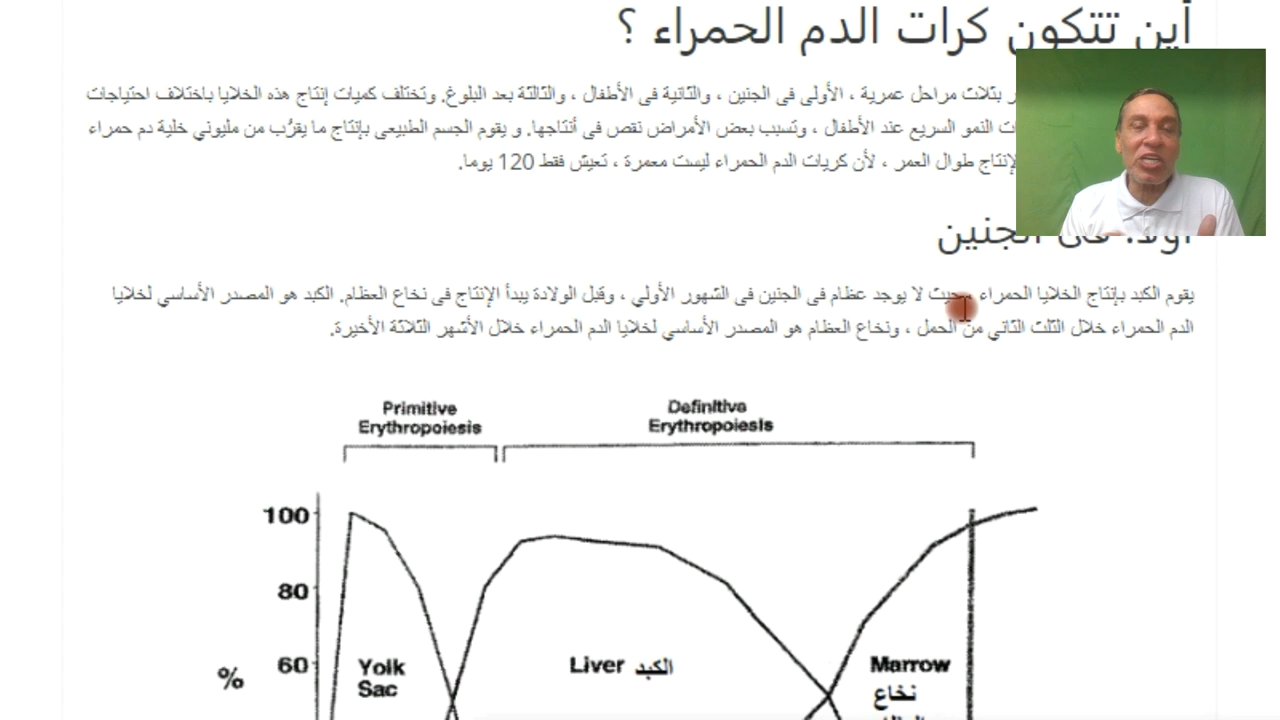 أين تتكون كرات الدم الحمراء ؟
بثلاث مراحل عمرية ، الأولى فى الجنين ، والثانية فى الأطفال ، والثالثة بعد البلوغ. وتختلف كميات إنتاج هذه الخلايا باختلاف احتياجات
النمو السريع عند الأطفال ، وتسبب بعض الأمراض نقص فى أنتاجها. و يقوم الجسم الطبيعى بإنتاج ما يقرُب من مليوني خلية دم حمراء
لإنتاج طوال العمر ، لأن كريات الدم الحمراء ليست معمرة ، تعيش فقط 120 يوما.
أولا: فى الجنين
يقوم الكبد بإنتاج الخلايا الحمراء ، حيث لا يوجد عظام فى الجنين فى الشهور الأولي ، وقبل الولادة يبدأ الإنتاج فى نخاع العظام. الكبد هو المصدر الأساسي لخلايا
الدم الحمراء خلال الثلث الثاني من الحمل ، ونخاع العظام هو المصدر الأساسي لخلايا الدم الحمراء خلال الأشهر الثلاثة الأخيرة.
Primitive
Erythropoiesis
Definitive
Erythropoiesis
100
80
60
%
Yolk
Sac
Liver الكبد
Marrow
نخاع